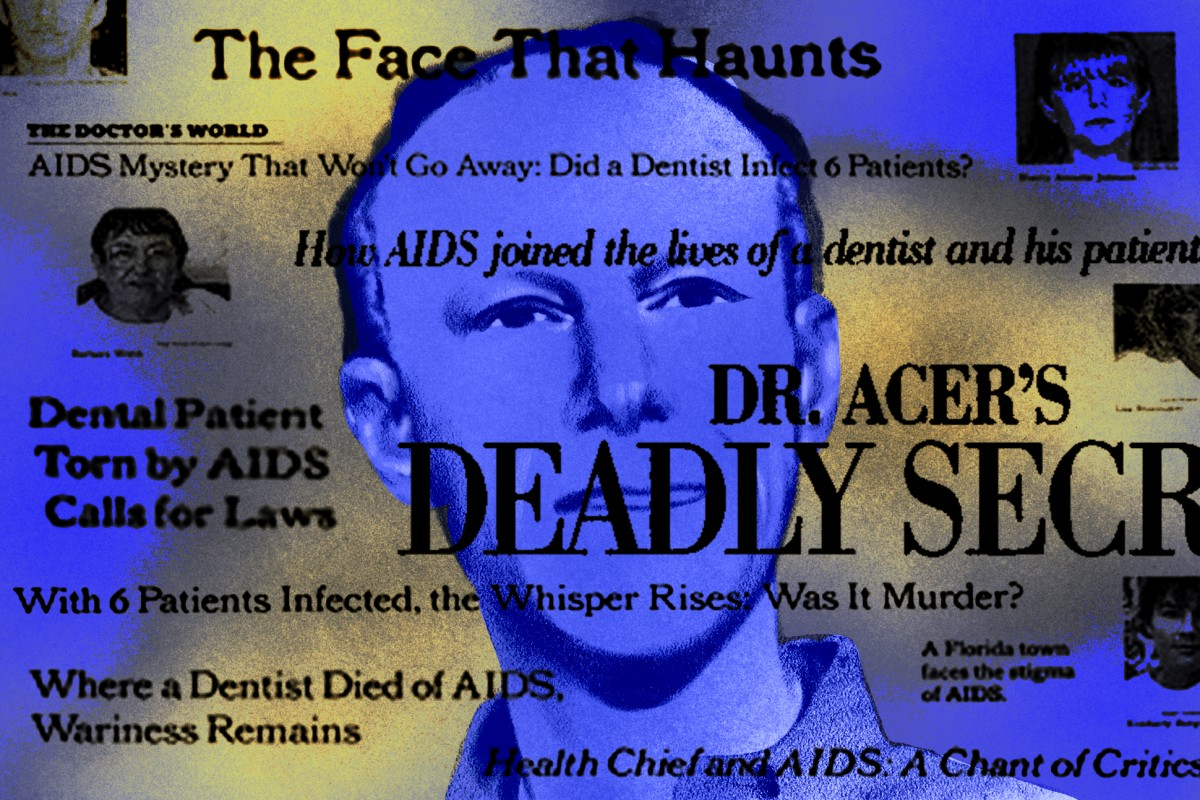 The Face That Haunts
THE DOCTOR'S WORLD
AIDS Mystery That Won't Go Away: Did a Dentist Infect 6 Patients?
How AIDS joined the lives of a dentist and his patient
Barbara Webb
DR. ACER'S
DEADLY SECR
Dental Patient
Torn by AIDS
Calls for Laws
With 6 Patients Infected, the Whisper Rises: Was It Murder?
A Florida town
faces the stigma
of AIDS.
Where a Dentist Died of AIDS,
Wariness Remains
Health Chief and AIDS: A Chant of Critics